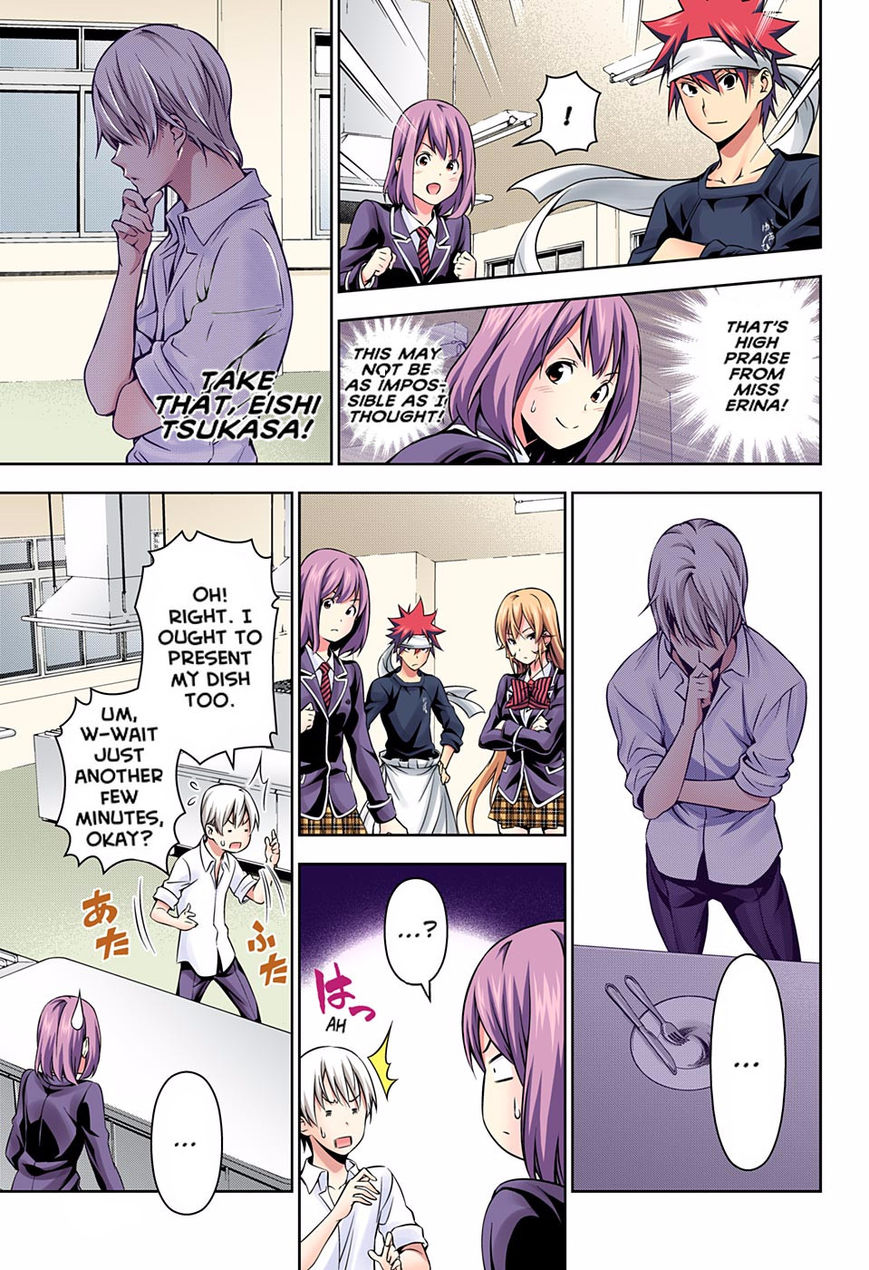 !
THAT'S
HIGH
PRAISE
FROM
MISS
ERINA!
THIS MAY
NOT BE
AS IMPOS-
SIBLE AS I
THOUGHT!
TAKE
THAT, EISHI
TSUKASA!
...
...?
はっ
AH
OH!
RIGHT. I
OUGHT TO
PRESENT
MY DISH
TOO.
UM,
W-WAIT
JUST
ANOTHER
FEW
MINUTES,
OKAY?
あた
ふた
...